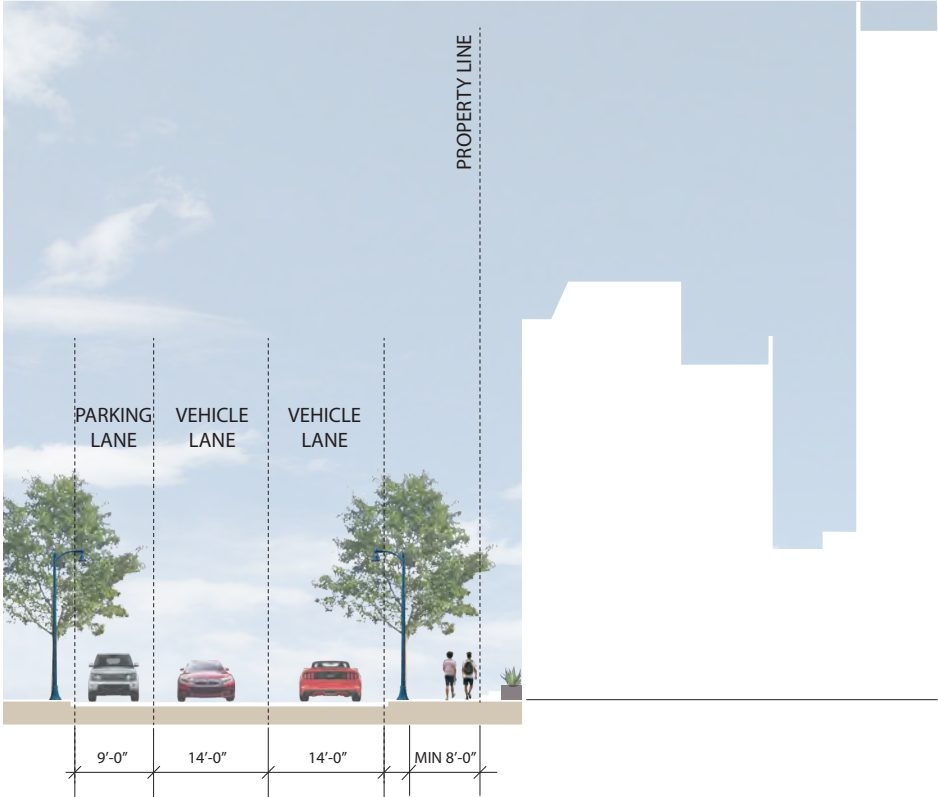 PROPERTY LINE
PARKING
LANE
VEHICLE
LANE
VEHICLE
LANE
9’-0”
14’-0”
14’-0”
MIN 8’-0”